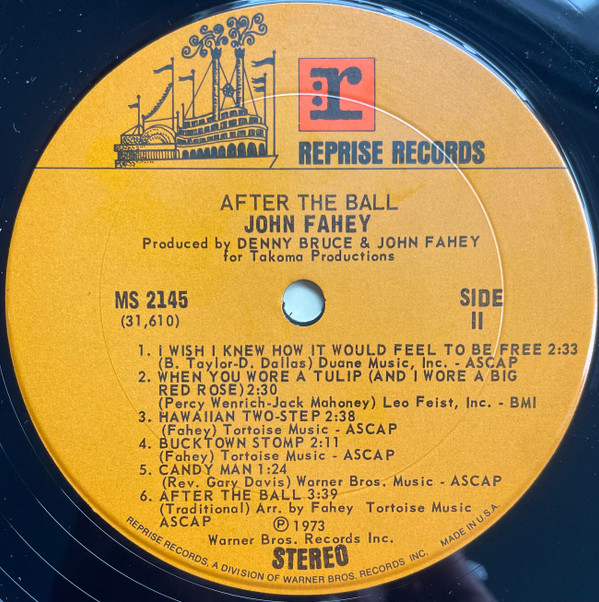 r
REPRISE RECORDS
AFTER THE BALL
JOHN FAHEY
Produced by DENNY BRUCE & JOHN FAHEY
for Takoma Productions
MS 2145
(31,610)
SIDE
II
1. I WISH I KNEW HOW IT WOULD FEEL TO BE FREE 2:33
(B. Taylor-D. Dallas) Duane Music, Inc. - ASCAP
2. WHEN YOU WORE A TULIP (AND I WORE A BIG
RED ROSE) 2:30
(Percy Wenrich-Jack Mahoney) Leo Feist, Inc. - BMI
3. HAWAIIAN TWO-STEP 2:38
(Fahey) Tortoise Music - ASCAP
4. BUCKTOWN STOMP 2:11
(Fahey) Tortoise Music - ASCAP
5. CANDY MAN 1:24
(Rev. Gary Davis) Warner Bros. Music - ASCAP
6. AFTER THE BALL 3:39
(Traditional) Arr. by Fahey Tortoise Music
ASCAP
℗ 1973
Warner Bros. Records Inc.
STEREO
REPRISE RECORDS, A DIVISION OF WARNER BROS. RECORDS INC. MADE IN U.S.A.